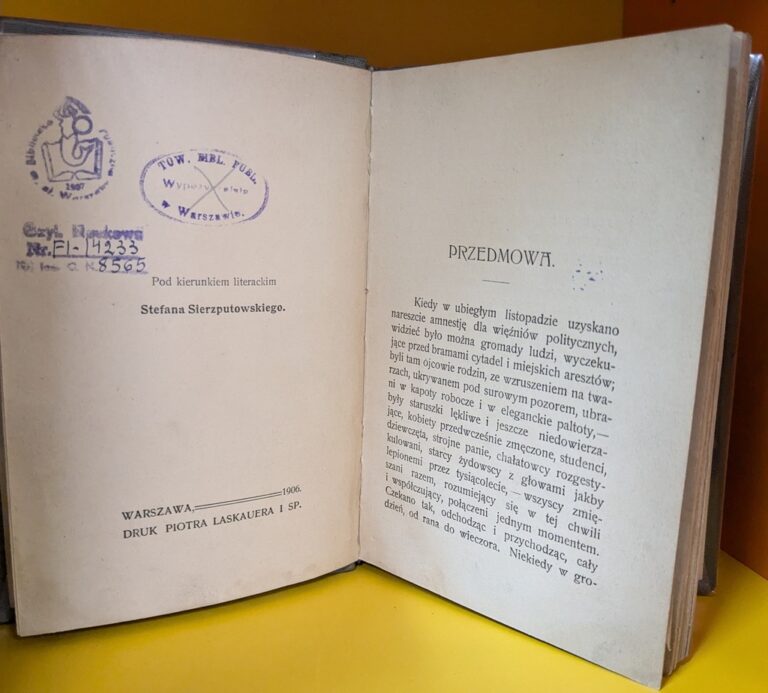 Biblioteka
1907
TOW. BIBL. PUBL.
w Warszawie.
Czyt. Naukowa
Nr. F1-14233
8565
Pod kierunkiem literackim
Stefana Sierzputowskiego.
WARSZAWA, 1906.
DRUK PIOTRA LASKAUERA I SP.
PRZEDMOWA.
Kiedy w ubiegłym listopadzie uzyskano
nareszcie amnestję dla więźniów politycznych,
widzieć było można gromady ludzi, wyczeku-
jące przed bramami cytadel i miejskich aresztów;
byli tam ojcowie rodzin, ze wzruszeniem na twa-
rzach, ukrywanem pod surowym pozorem, ubra-
ni w kapoty robocze i w eleganckie paltoty,—
były staruszki lękliwe i jeszcze niedowierza-
jące, kobiety przedwcześnie zmęczone, studenci,
dziewczęta, strojne panie, chałatowcy rozgesty-
kulowani, starcy żydowscy z głowami jakby
lepionemi przez tysiącolecie, — wszyscy zmię-
szani razem, rozumiejący się w tej chwili
i współczujący, połączeni jednym momentem.
Czekano tak, odchodząc i przychodząc, cały
dzień, od rana do wieczora. Niekiedy w gro-